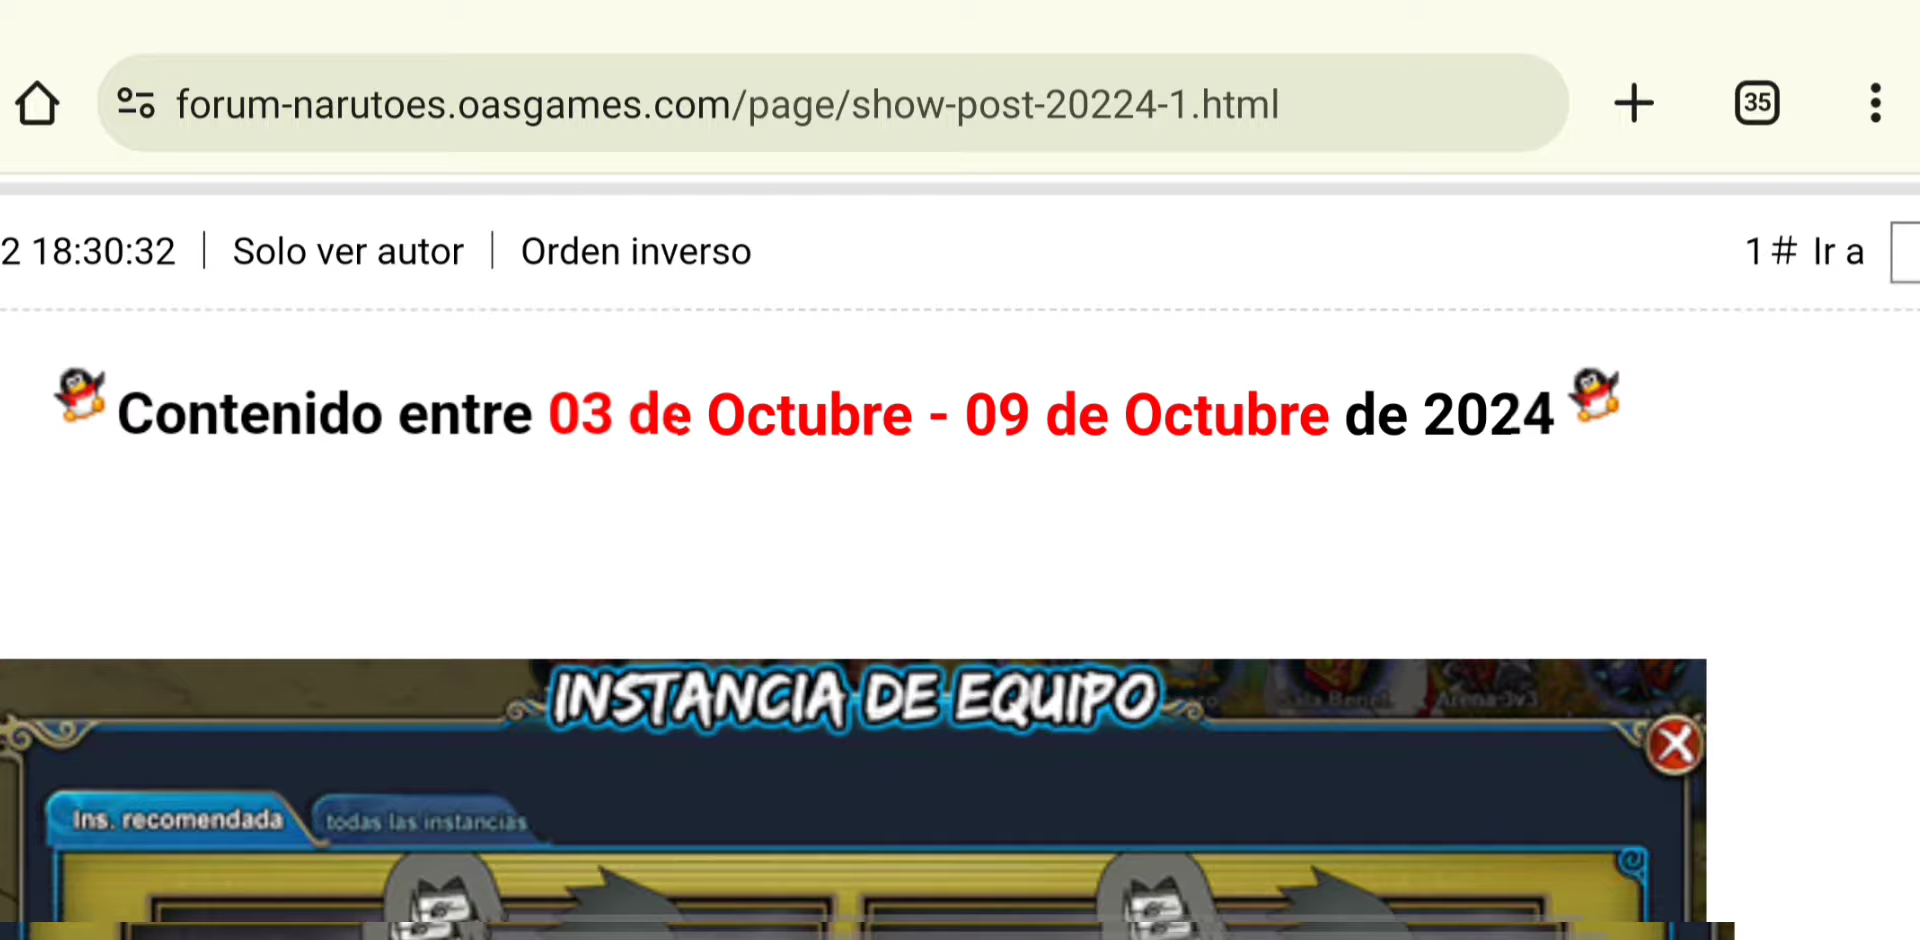 forum-narutoes.oasgames.com/page/show-post-20224-1.html
35
2 18:30:32 | Solo ver autor | Orden inverso
1# Ir a
Contenido entre 03 de Octubre - 09 de Octubre de 2024
INSTANCIA DE EQUIPO
Arena 3v3
Ins. recomendada
todas las instancias